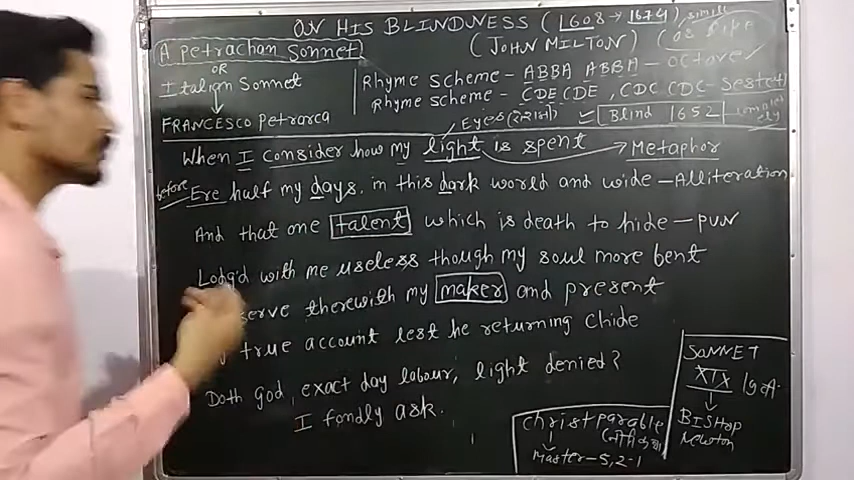 ON HIS BLINDNESS (1608 → 1674)
(JOHN MILTON)
simile
(as ripe
A petrachan Sonnet
OR
Italian Sonnet
FRANCESCO petrarca
Rhyme scheme - ABBA ABBA - octave
Rhyme scheme - CDE CDE, CDC CDC - Sestet
Eyes
Blind 1652
When I consider how my light is spent → Metaphor
before
Ere half my days, in this dark world and wide - Alliteration
And that one talent which is death to hide - PUN
Lodg'd with me useless though my soul more bent
serve therewith my maker and present
true account lest he returning chide
Doth god, exact day labour, light denied?
I fondly ask.
Christ parable
Master - 5, 2 - 1
SONNET
XIX
BISHop
Newton